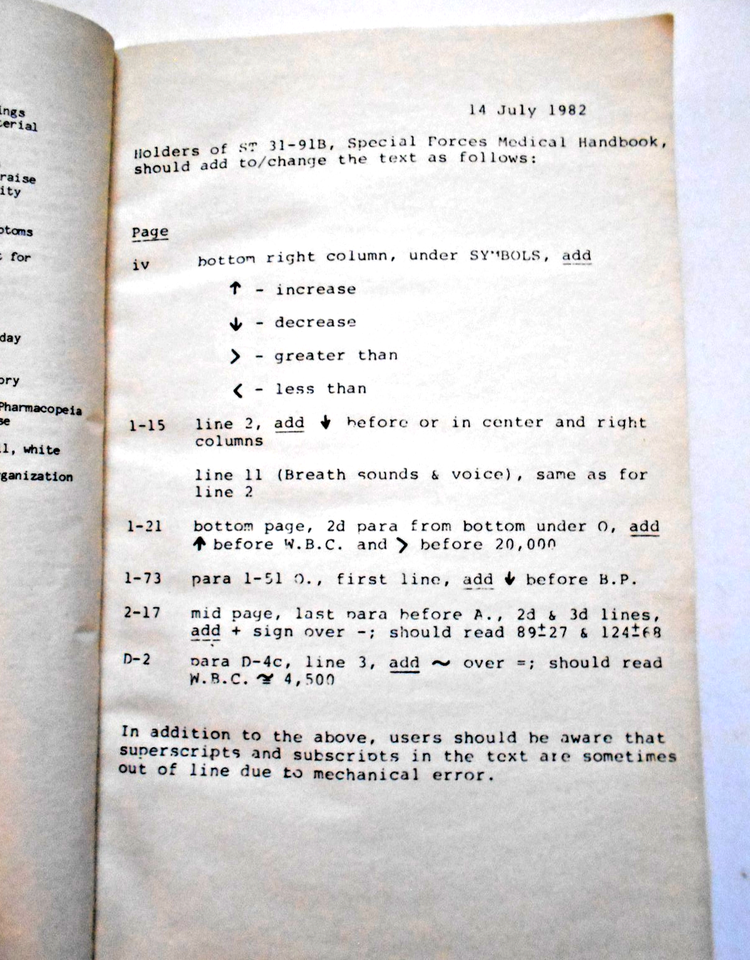 ings
terial
raise
ity
ptoms
for
day
ory
Pharmacopeia
se
ll, white
rganization
14 July 1982
Holders of ST 31-91B, Special Forces Medical Handbook,
should add to/change the text as follows:
Page
iv bottom right column, under SYMBOLS, add
↑ - increase
↓ - decrease
> - greater than
< - less than
1-15 line 2, add ↓ before or in center and right
columns
line 11 (Breath sounds & voice), same as for
line 2
1-21 bottom page, 2d para from bottom under O, add
↑ before W.B.C. and > before 20,000
1-73 para 1-51 O., first line, add ↓ before B.P.
2-17 mid page, last para before A., 2d & 3d lines,
add + sign over -; should read 89±27 & 124±68
D-2 para D-4c, line 3, add ~ over =; should read
W.B.C. ≅ 4,500
In addition to the above, users should be aware that
superscripts and subscripts in the text are sometimes
out of line due to mechanical error.